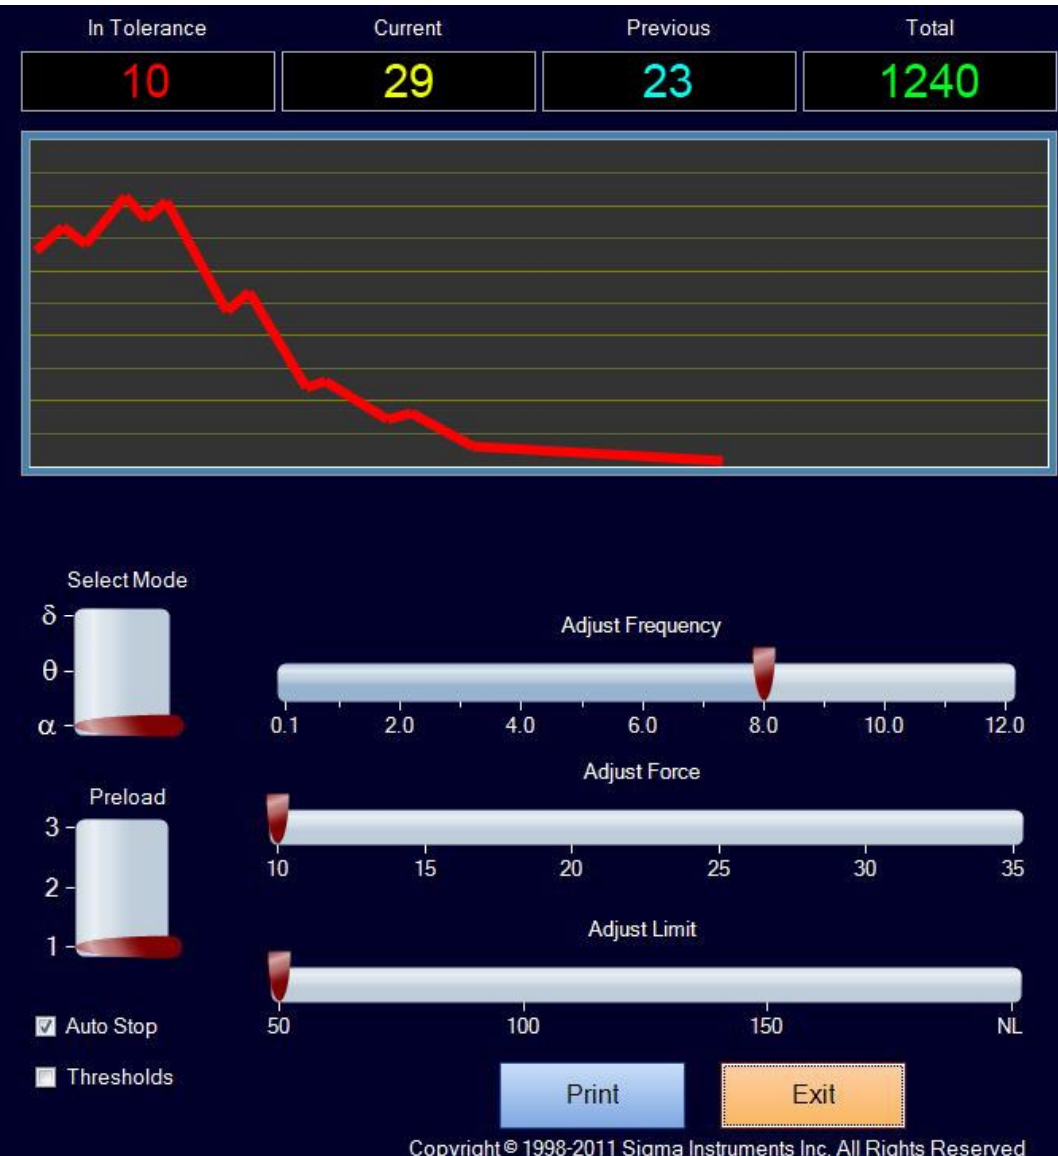 In Tolerance Current Previous Total
10 29 23 1240
Select Mode
δ
θ
α
Adjust Frequency
0.1 2.0 4.0 6.0 8.0 10.0 12.0
Adjust Force
10 15 20 25 30 35
Preload
3
2
1
Adjust Limit
50 100 150 NL
Auto Stop
Thresholds
Print Exit
Copyright © 1998-2011 Sigma Instruments Inc. All Rights Reserved